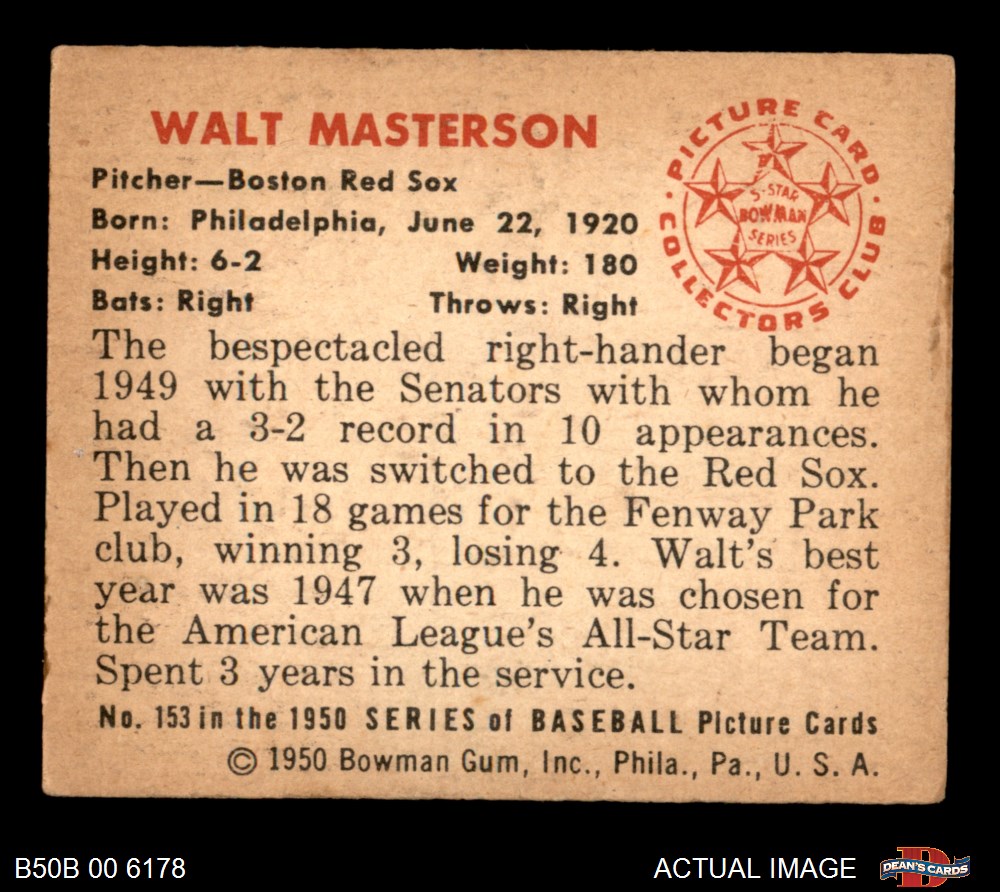 WALT MASTERSON
Pitcher—Boston Red Sox
Born: Philadelphia, June 22, 1920
Height: 6-2 Weight: 180
Bats: Right Throws: Right
PICTURE CARD
COLLECTORS CLUB
5-STAR
BOWMAN
SERIES
The bespectacled right-hander began
1949 with the Senators with whom he
had a 3-2 record in 10 appearances.
Then he was switched to the Red Sox.
Played in 18 games for the Fenway Park
club, winning 3, losing 4. Walt's best
year was 1947 when he was chosen for
the American League's All-Star Team.
Spent 3 years in the service.
No. 153 in the 1950 SERIES of BASEBALL Picture Cards
© 1950 Bowman Gum, Inc., Phila., Pa., U. S. A.
B50B 00 6178
ACTUAL IMAGE
DEAN'S CARDS